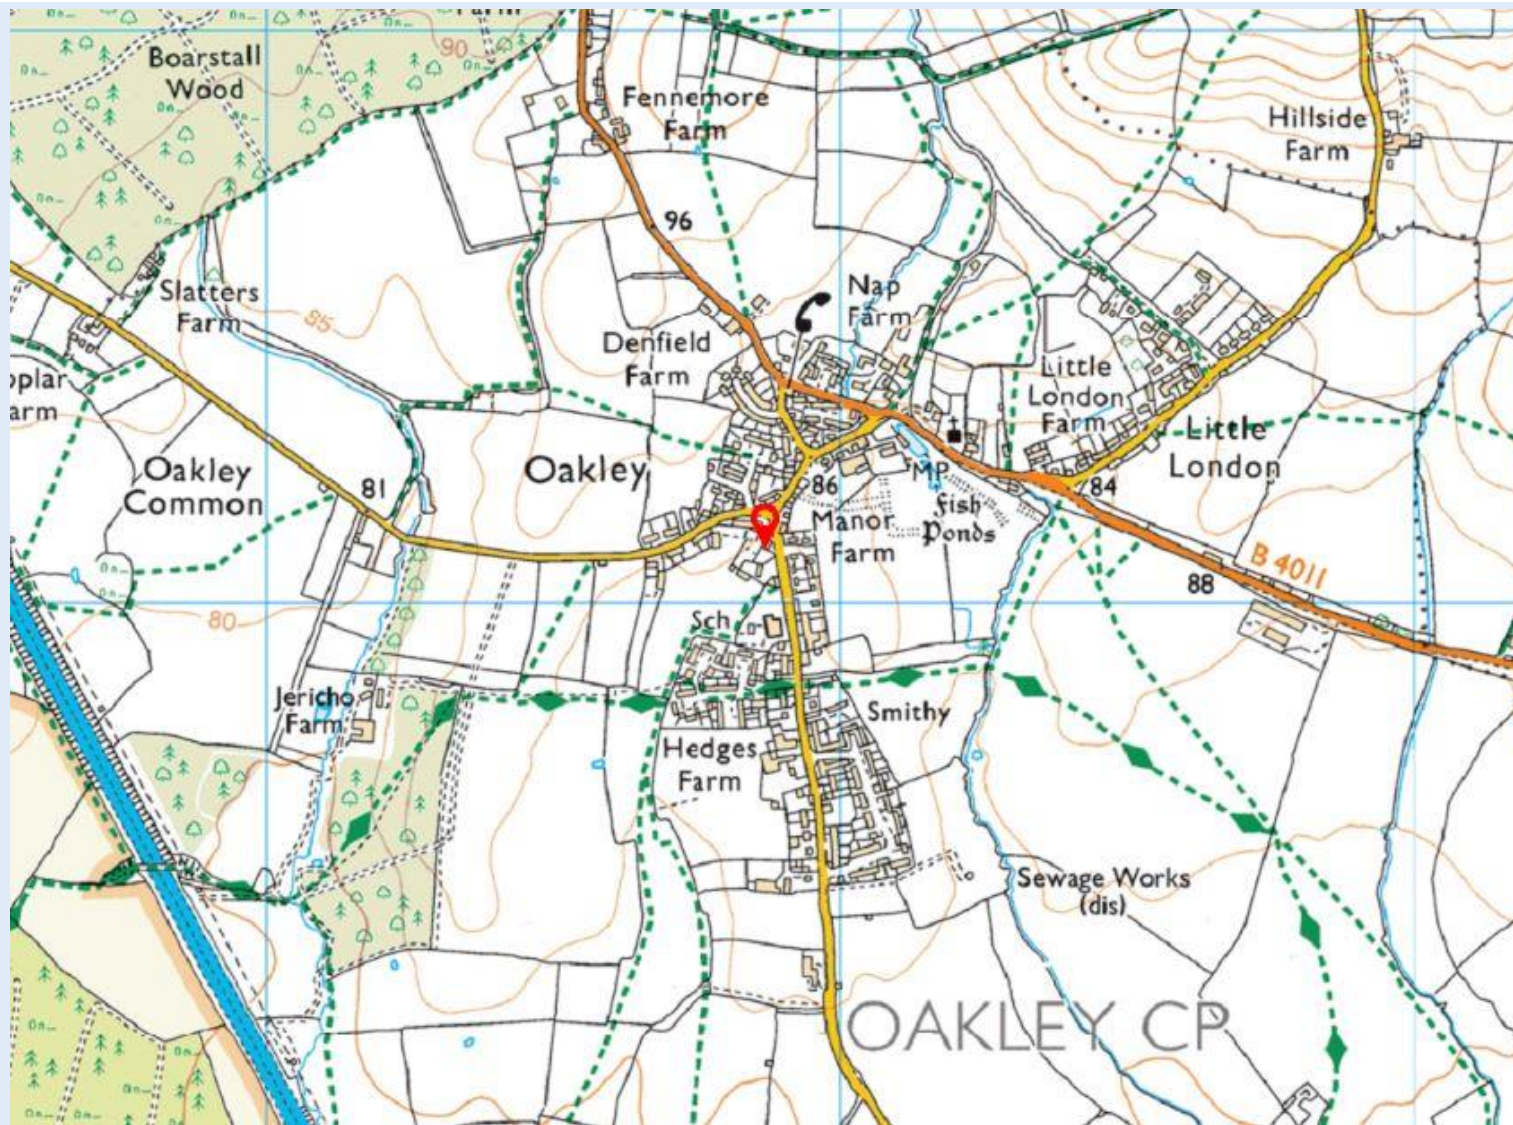 Boarstall
Wood
90
Fennemore
Farm
Hillside
Farm
96
Slatters
Farm
85
Nap
Farm
Denfield
Farm
Little
London
Farm
Little
London
Oakley
Common
81
Oakley
86
MP
84
Fish
Ponds
Manor
Farm
B 4011
88
80
Sch
Jericho
Farm
Smithy
Hedges
Farm
Sewage Works
(dis)
OAKLEY CP